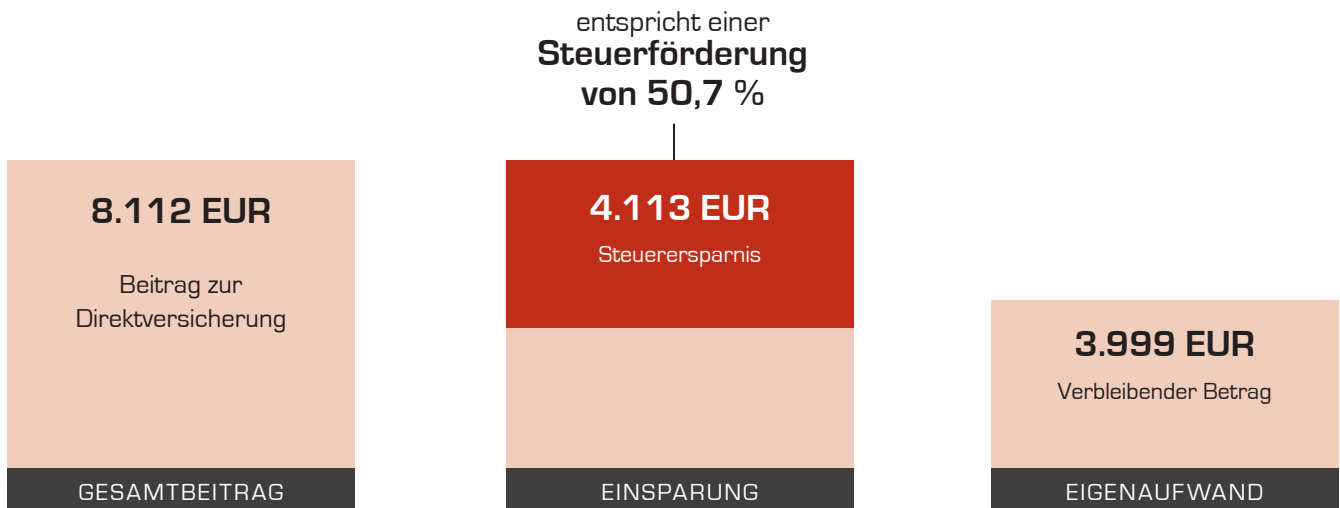 entspricht einer
Steuerförderung
von 50,7 %
8.112 EUR
Beitrag zur
Direktversicherung
GESAMTBEITRAG
4.113 EUR
Steuerersparnis
EINSPARUNG
3.999 EUR
Verbleibender Betrag
EIGENAUFWAND